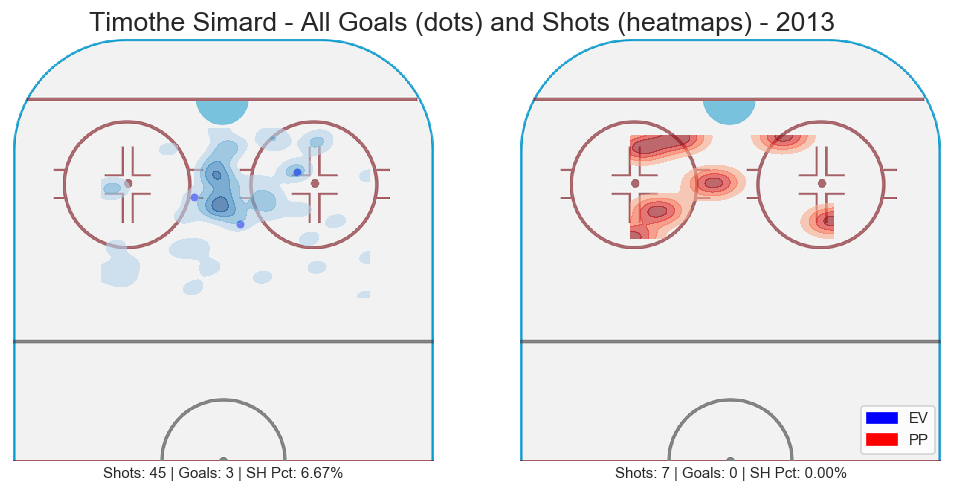 Timothe Simard - All Goals (dots) and Shots (heatmaps) - 2013
EV
PP
Shots: 45 | Goals: 3 | SH Pct: 6.67%
Shots: 7 | Goals: 0 | SH Pct: 0.00%